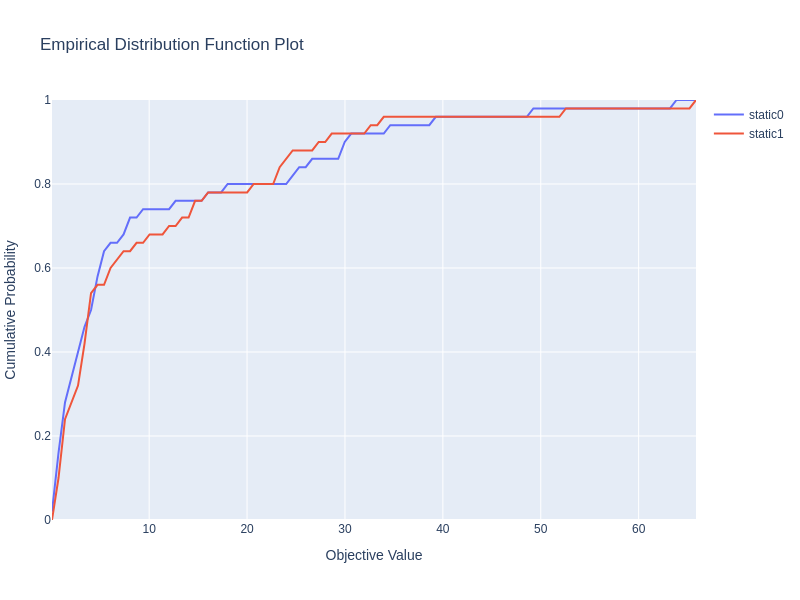 Empirical Distribution Function Plot
static0
static1
1
0.8
0.6
0.4
0.2
0
Cumulative Probability
10
20
30
40
50
60
Objective Value